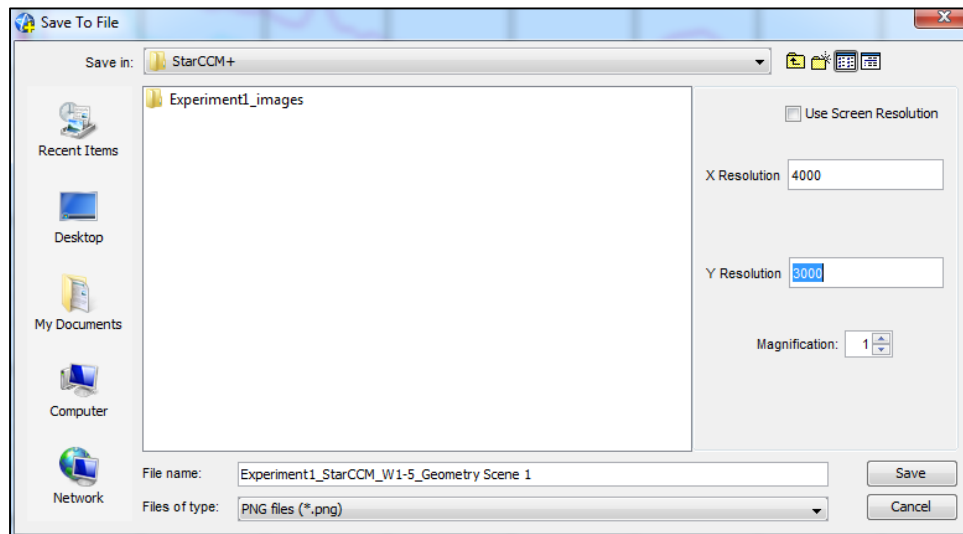 Save To File
Save in:
StarCCM+
Experiment1_images
Recent Items
Desktop
My Documents
Computer
Network
Use Screen Resolution
X Resolution 4000
Y Resolution 3000
Magnification: 1
File name: Experiment1_StarCCM_W1-5_Geometry Scene 1
Save
Files of type: PNG files (*.png)
Cancel